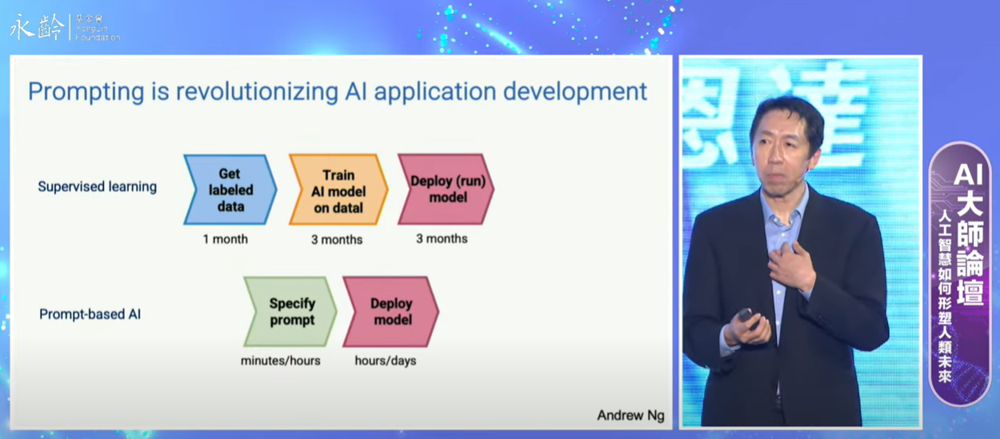 永齡
基金會
YongLin
Foundation
Prompting is revolutionizing AI application development
Supervised learning
Get
labeled
data
1 month
Train
AI model
on datal
3 months
Deploy (run)
model
3 months
Prompt-based AI
Specify
prompt
minutes/hours
Deploy
model
hours/days
Andrew Ng
恩達
AI大師論壇
人工智慧如何形塑人類未來